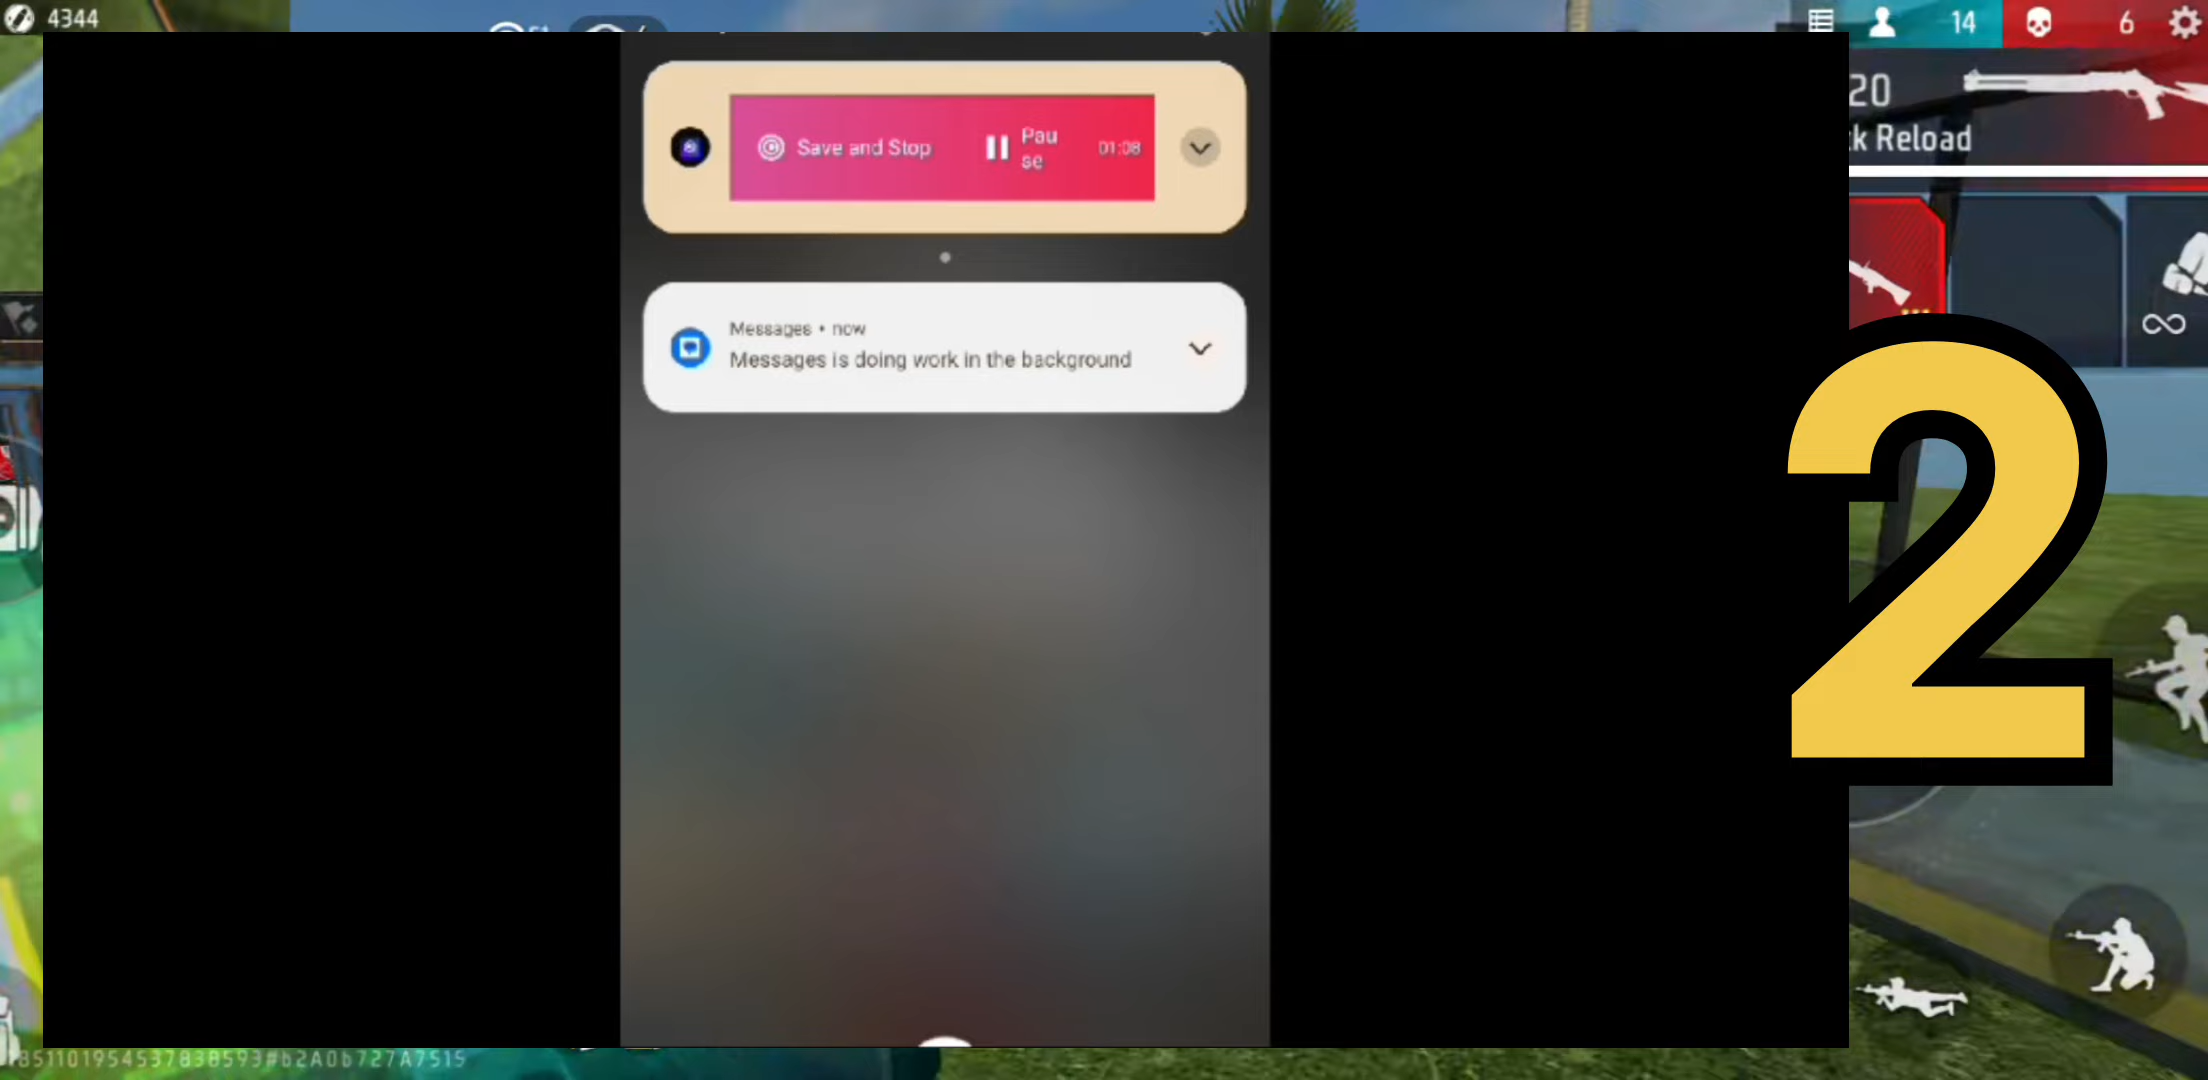 4344
14
6
20
k Reload
Save and Stop
Pau
se
01:08
Messages • now
Messages is doing work in the background
2